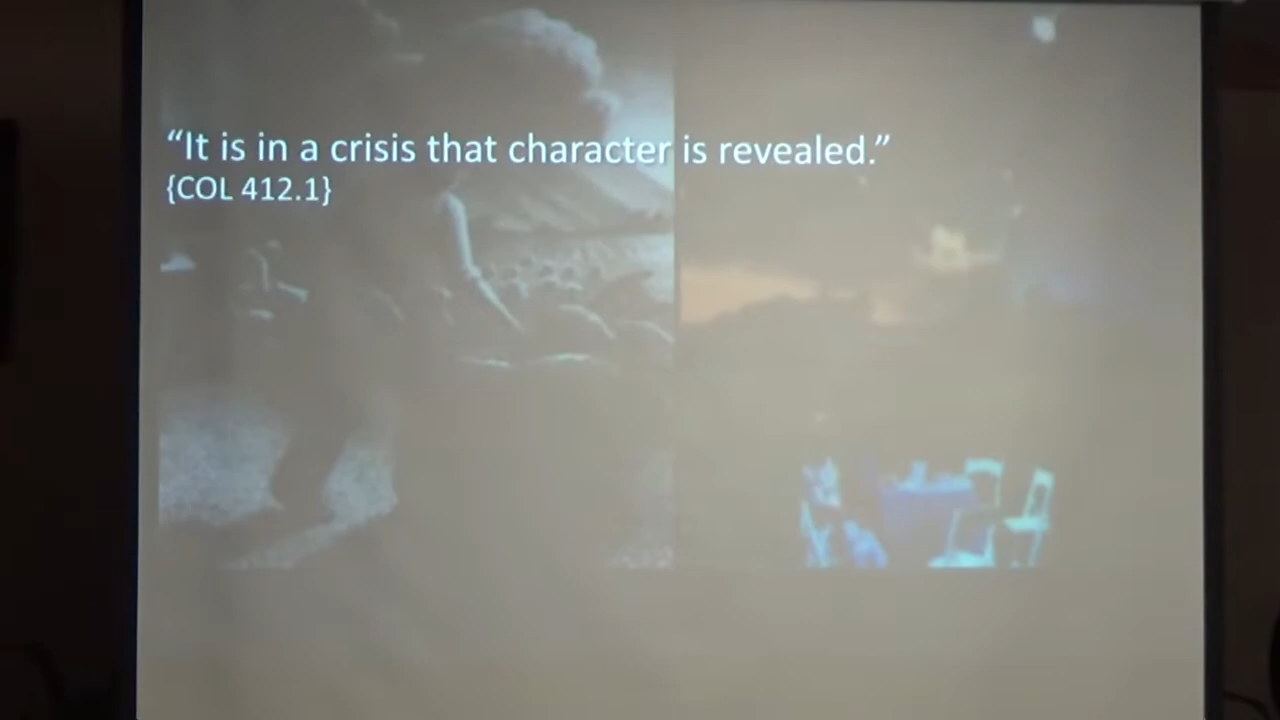 “It is in a crisis that character is revealed.”
{COL 412.1}